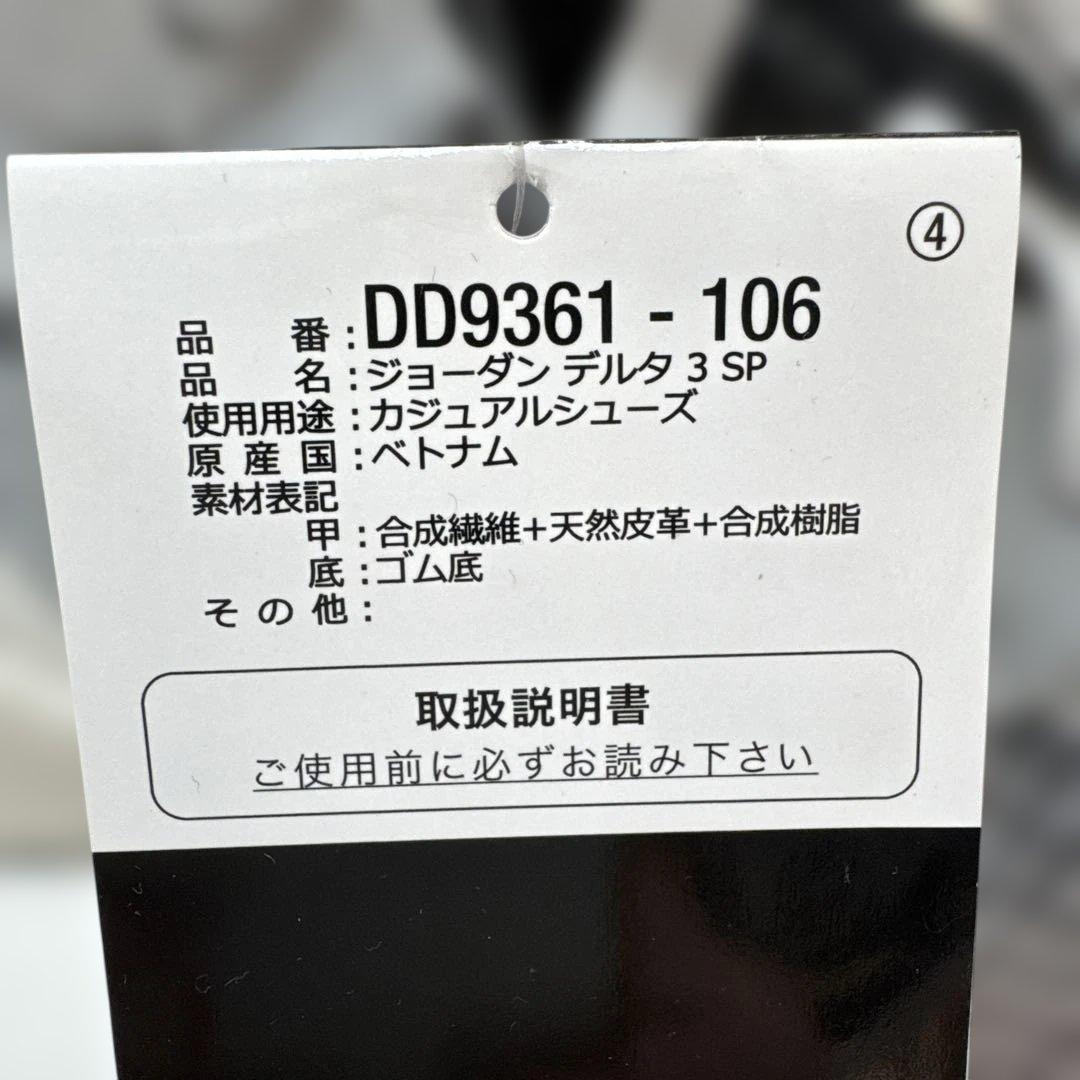 ④
品番:DD9361 - 106
品名:ジョーダン デルタ 3 SP
使用用途:カジュアルシューズ
原産国:ベトナム
素材表記
甲:合成繊維+天然皮革+合成樹脂
底:ゴム底
その他:
取扱説明書
ご使用前に必ずお読み下さい